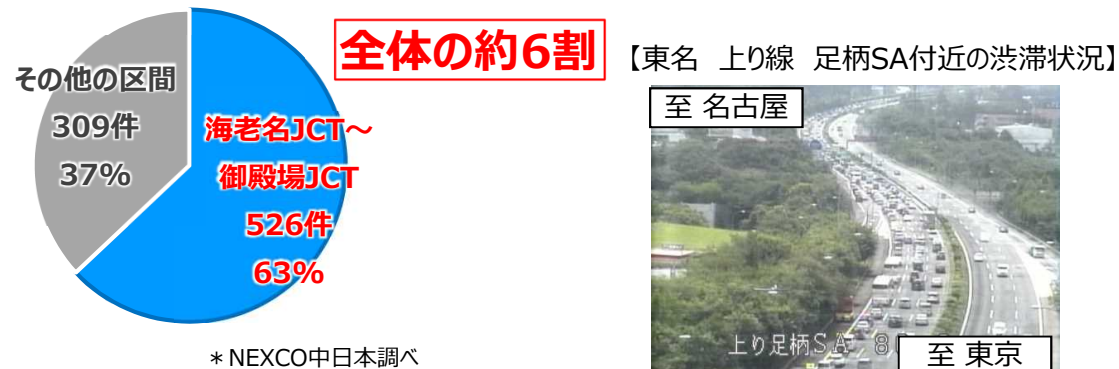 全体の約6割
その他の区間
309件
37%
海老名JCT～
御殿場JCT
526件
63%
＊NEXCO中日本調べ
【東名　上り線　足柄SA付近の渋滞状況】
至 名古屋
上り足柄SA 8
至 東京